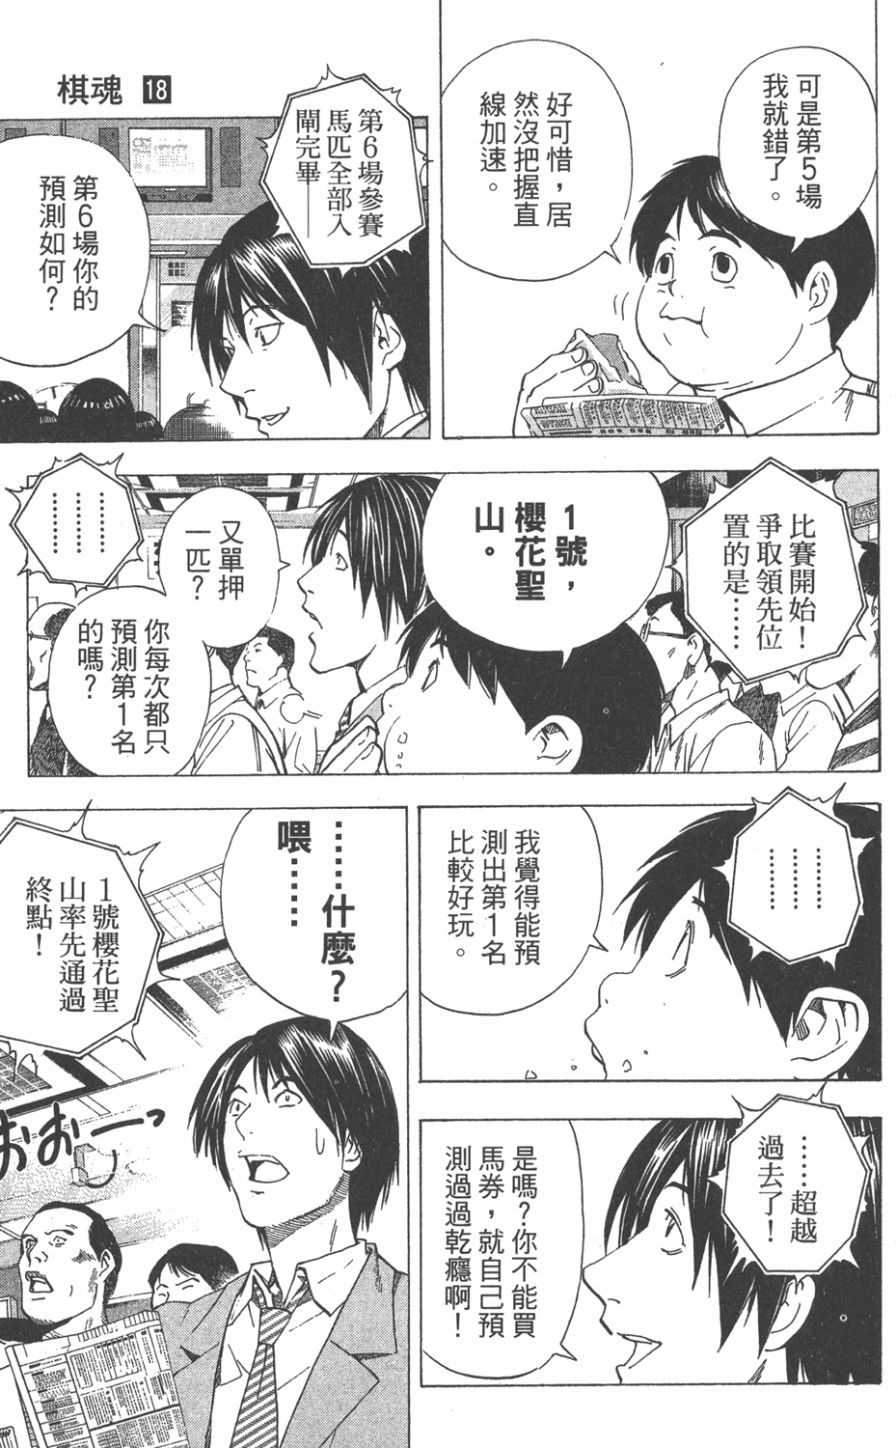 棋魂 18
可是第5場
我就錯了。
好可惜，居
然沒把握直
線加速。
第6場參賽
馬匹全部入
閘完畢——
第6場你的
預測如何？
比賽開始！
爭取領先位
置的是……
1號，
櫻花聖
山。
又單押
一匹？
你每次都只
預測第1名
的嗎？
………
………
………
………
………
………
我覺得能預
測出第1名
比較好玩。
……超越
過去了！
是嗎？你不能買
馬券，就自己預
測過過乾癮啊！
……什麼？
喂……
1號櫻花聖
山率先通過
終點！
おおーっ